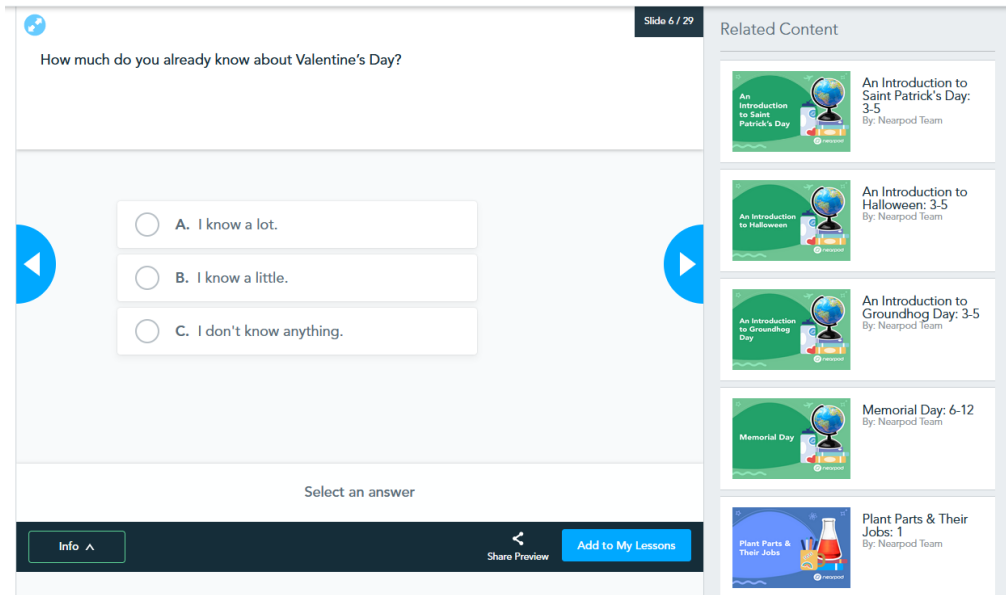 Slide 6 / 29
How much do you already know about Valentine's Day?
A. I know a lot.
B. I know a little.
C. I don't know anything.
Select an answer
Info
Share Preview
Add to My Lessons
Related Content
An
Introduction
to Saint
Patrick's Day
nearpod
An Introduction to
Saint Patrick's Day:
3-5
By: Nearpod Team
An Introduction
to Halloween
nearpod
An Introduction to
Halloween: 3-5
By: Nearpod Team
An Introduction
to Groundhog
Day
nearpod
An Introduction to
Groundhog Day: 3-5
By: Nearpod Team
Memorial Day
nearpod
Memorial Day: 6-12
By: Nearpod Team
Plant Parts &
Their Jobs
nearpod
Plant Parts & Their
Jobs: 1
By: Nearpod Team